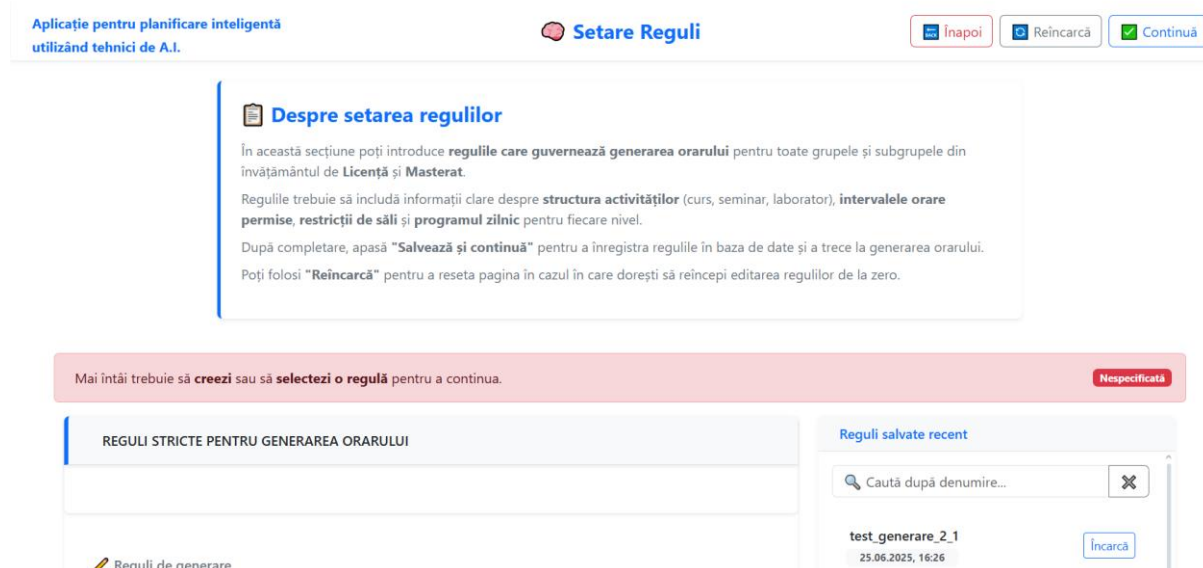 Aplicație pentru planificare inteligentă
utilizând tehnici de A.I.
Setare Reguli
BACK Înapoi
Reîncarcă
Continuă
Despre setarea regulilor
În această secțiune poți introduce regulile care guvernează generarea orarului pentru toate grupele și subgrupele din
învățământul de Licență și Masterat.
Regulile trebuie să includă informații clare despre structura activităților (curs, seminar, laborator), intervalele orare
permise, restricții de săli și programul zilnic pentru fiecare nivel.
După completare, apasă "Salvează și continuă" pentru a înregistra regulile în baza de date și a trece la generarea orarului.
Poți folosi "Reîncarcă" pentru a reseta pagina în cazul în care dorești să reîncepi editarea regulilor de la zero.
Mai întâi trebuie să creezi sau să selectezi o regulă pentru a continua.
Nespecificată
REGULI STRICTE PENTRU GENERAREA ORARULUI
Reguli salvate recent
Caută după denumire...
test_generare_2_1
25.06.2025, 16:26
Încarcă
Reguli de generare